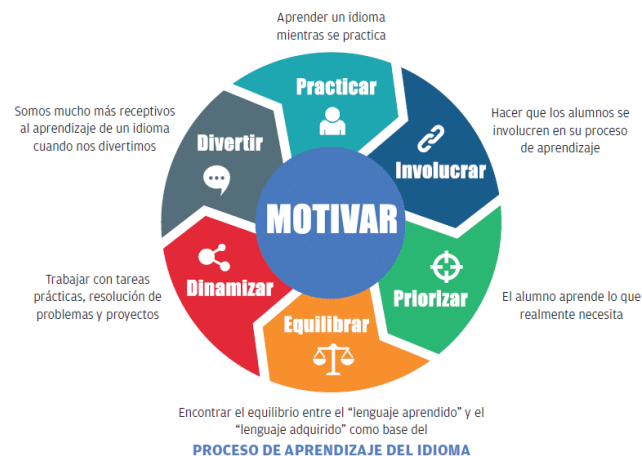 Aprender un idioma
mientras se practica
Practicar
Hacer que los alumnos se
involucren en su proceso
de aprendizaje
Involucrar
El alumno aprende lo que
realmente necesita
Priorizar
Equilibrar
Encontrar el equilibrio entre el “lenguaje aprendido” y el
“lenguaje adquirido” como base del
PROCESO DE APRENDIZAJE DEL IDIOMA
Dinamizar
Trabajar con tareas
prácticas, resolución de
problemas y proyectos
Divertir
Somos mucho más receptivos
al aprendizaje de un idioma
cuando nos divertimos
MOTIVAR